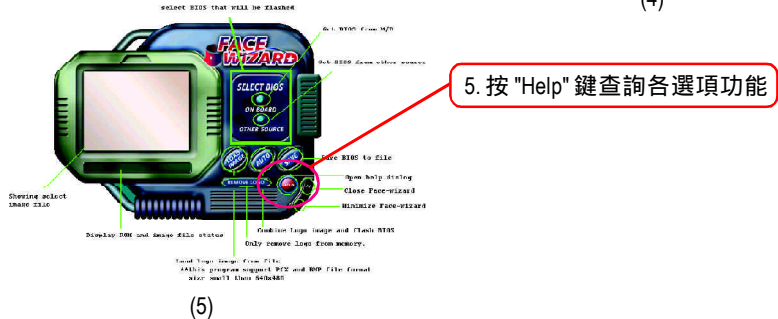 (4)
select BIOS that will be flashed
Get BIOS from M/B
Get BIOS from other source
FACE
WIZARD
SELECT BIOS
ON BOARD
OTHER SOURCE
5. 按 "Help" 鍵查詢各選項功能
AUTO
SAVE
Save BIOS to file
REMOVE LOGO
Open help dialog
Close Face-wizard
Minimize Face-wizard
Showing select
image file
Display ROM and image file status
Combine Logo image and flash BIOS
Only remove logo from memory.
Load logo image from file
**this program support PCX and BMP file format
size small than 640x480
(5)